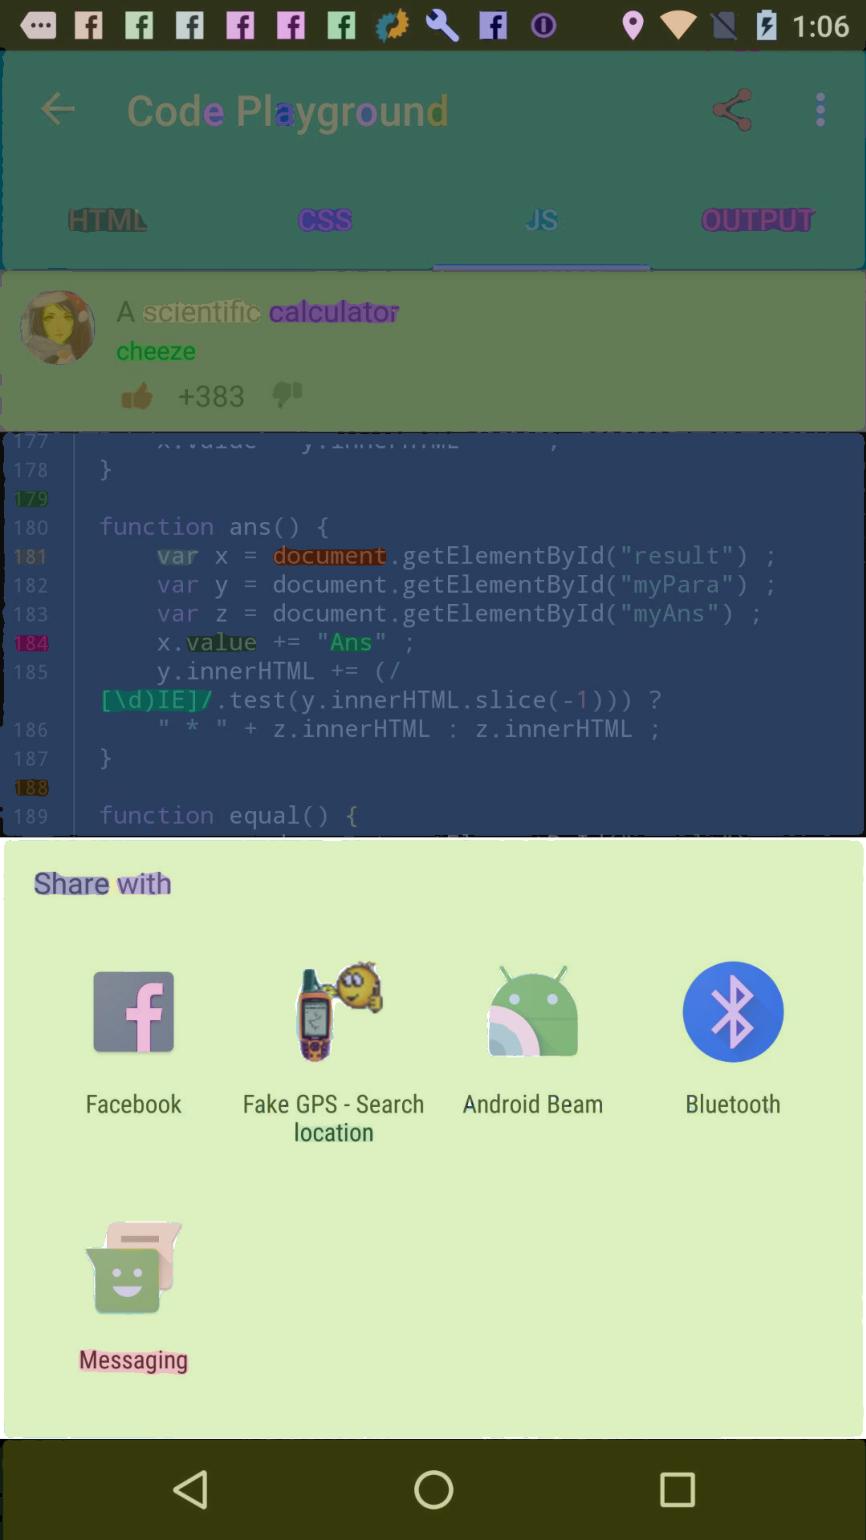 1:06
Code Playground
HTML CSS JS OUTPUT
A scientific calculator
cheeze
+383
177
178 }
179
180 function ans() {
181 var x = document.getElementById("result") ;
182 var y = document.getElementById("myPara") ;
183 var z = document.getElementById("myAns") ;
184 x.value += "Ans" ;
185 y.innerHTML += (/
[\d)IE]/.test(y.innerHTML.slice(-1))) ?
186 " * " + z.innerHTML : z.innerHTML ;
187 }
188
189 function equal() {
Share with
Facebook
Fake GPS - Search
location
Android Beam
Bluetooth
Messaging